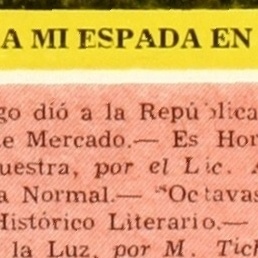 A MI ESPADA EN
go dió a la República
e Mercado.— Es Hor
uestra, por el Lic. A
a Normal.— "Octavas
Histórico Literario.—
la Luz, por M. Tich